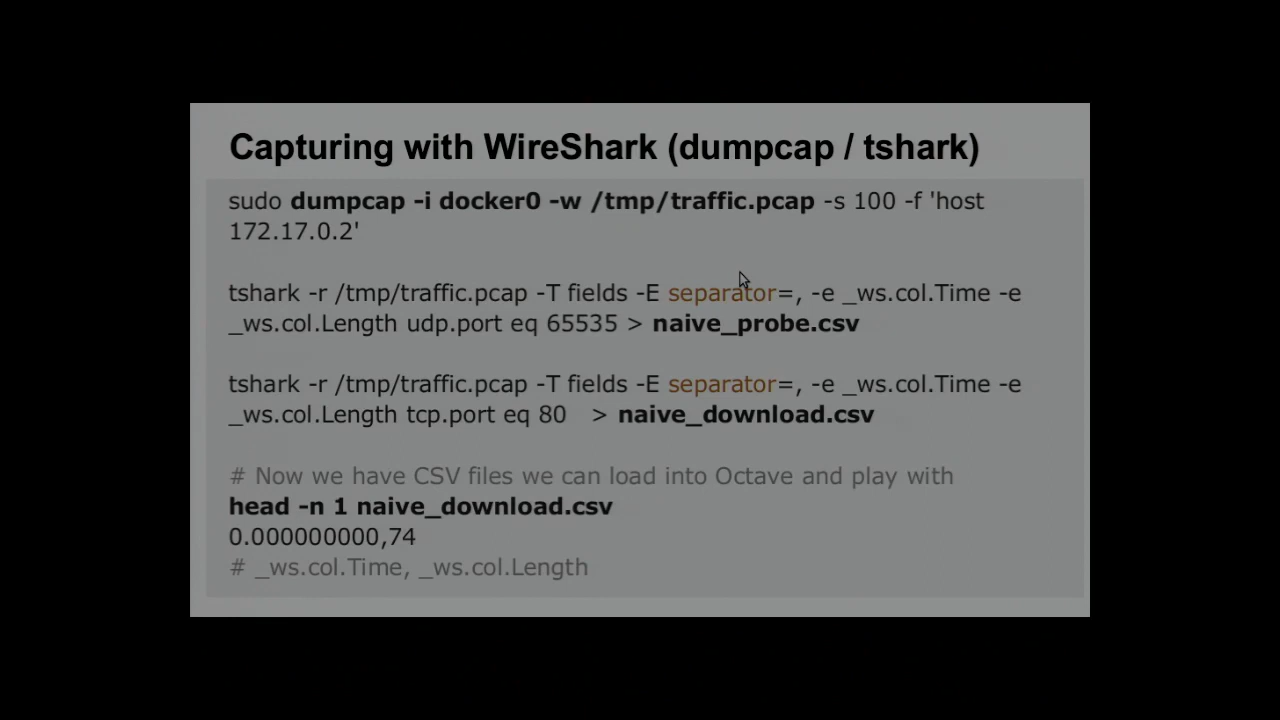 Capturing with WireShark (dumpcap / tshark)
sudo dumpcap -i docker0 -w /tmp/traffic.pcap -s 100 -f 'host
172.17.0.2'
tshark -r /tmp/traffic.pcap -T fields -E separator=, -e _ws.col.Time -e
_ws.col.Length udp.port eq 65535 > naive_probe.csv
tshark -r /tmp/traffic.pcap -T fields -E separator=, -e _ws.col.Time -e
_ws.col.Length tcp.port eq 80 > naive_download.csv
# Now we have CSV files we can load into Octave and play with
head -n 1 naive_download.csv
0.000000000,74
# _ws.col.Time, _ws.col.Length